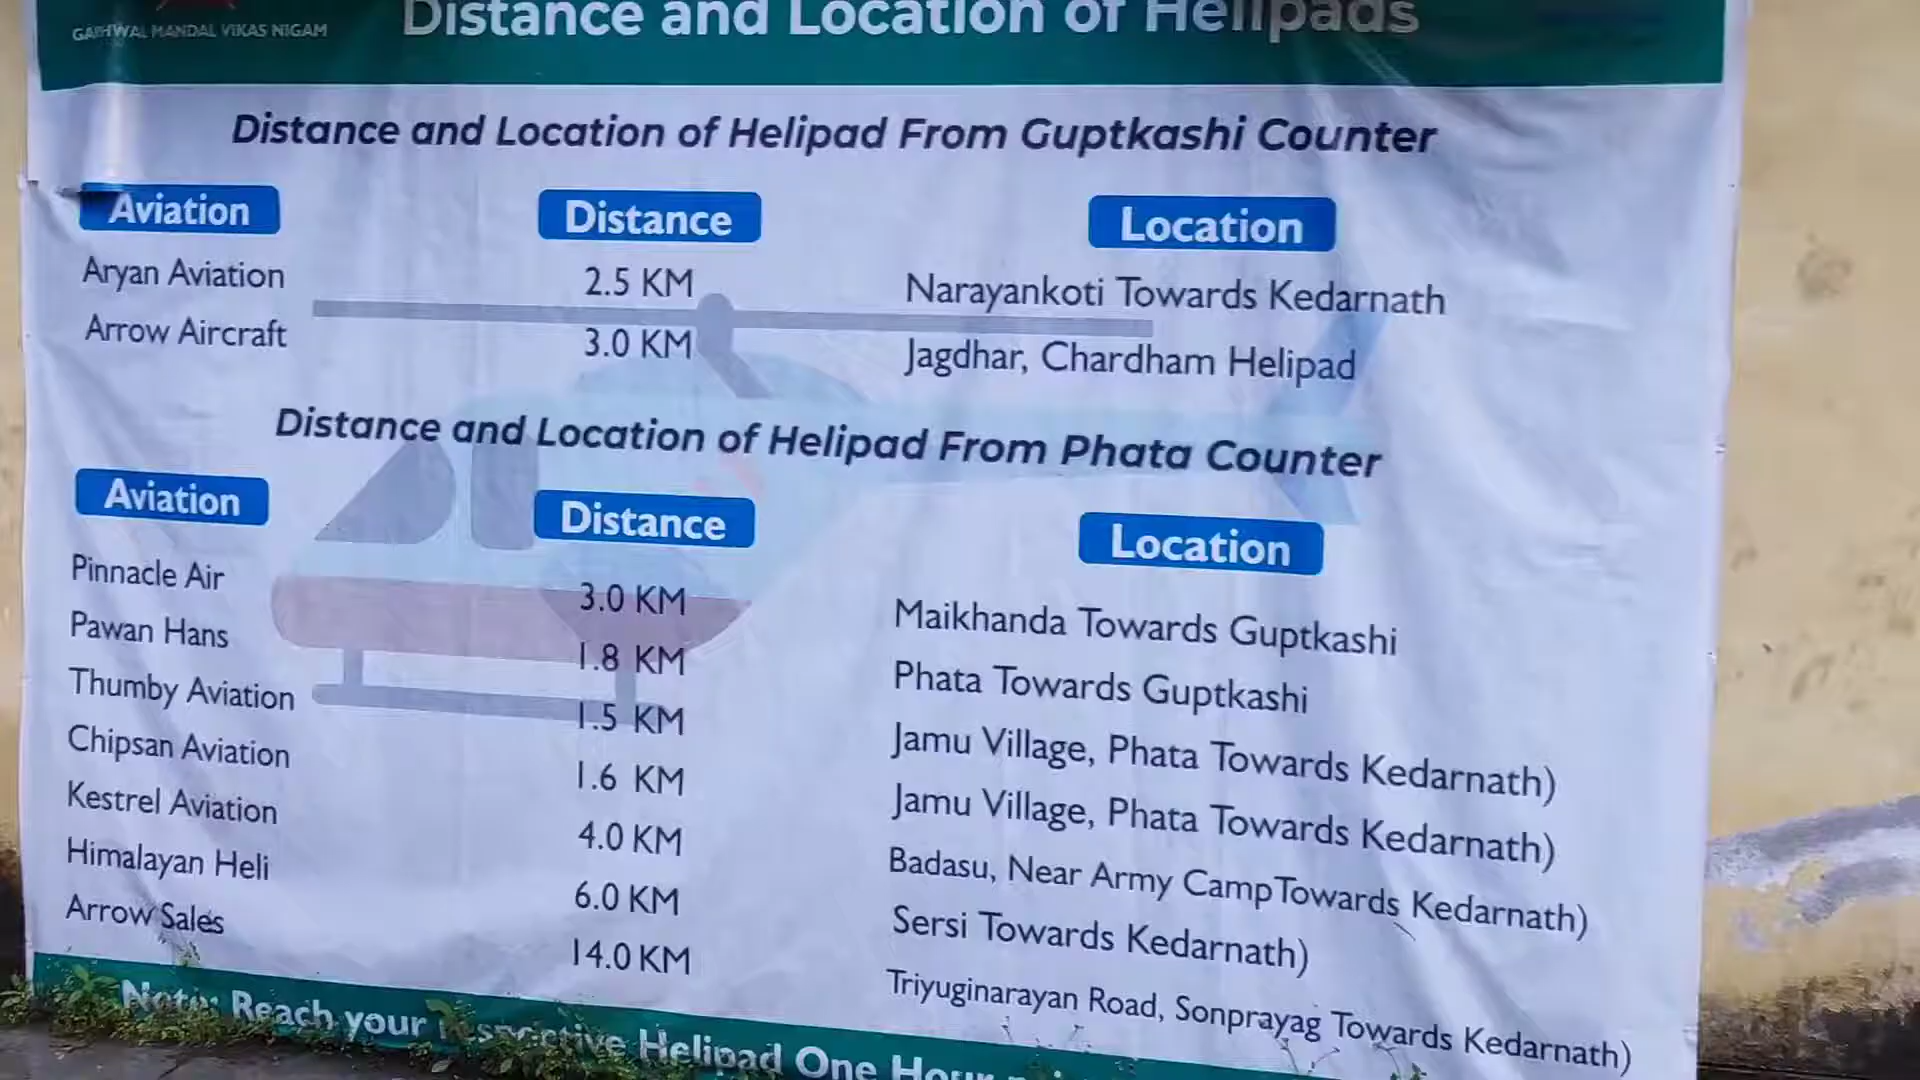 GARHWAL MANDAL VIKAS NIGAM
Distance and Location of Helipads
Distance and Location of Helipad From Guptkashi Counter
Aviation Distance Location
Aryan Aviation 2.5 KM Narayankoti Towards Kedarnath
Arrow Aircraft 3.0 KM Jagdhar, Chardham Helipad
Distance and Location of Helipad From Phata Counter
Aviation Distance Location
Pinnacle Air 3.0 KM Maikhanda Towards Guptkashi
Pawan Hans 1.8 KM Phata Towards Guptkashi
Thumby Aviation 1.5 KM Jamu Village, Phata Towards Kedarnath)
Chipsan Aviation 1.6 KM Jamu Village, Phata Towards Kedarnath)
Kestrel Aviation 4.0 KM Badasu, Near Army Camp Towards Kedarnath)
Himalayan Heli 6.0 KM Sersi Towards Kedarnath)
Arrow Sales 14.0 KM Triyuginarayan Road, Sonprayag Towards Kedarnath)
Note: Reach your respective Helipad One Hour